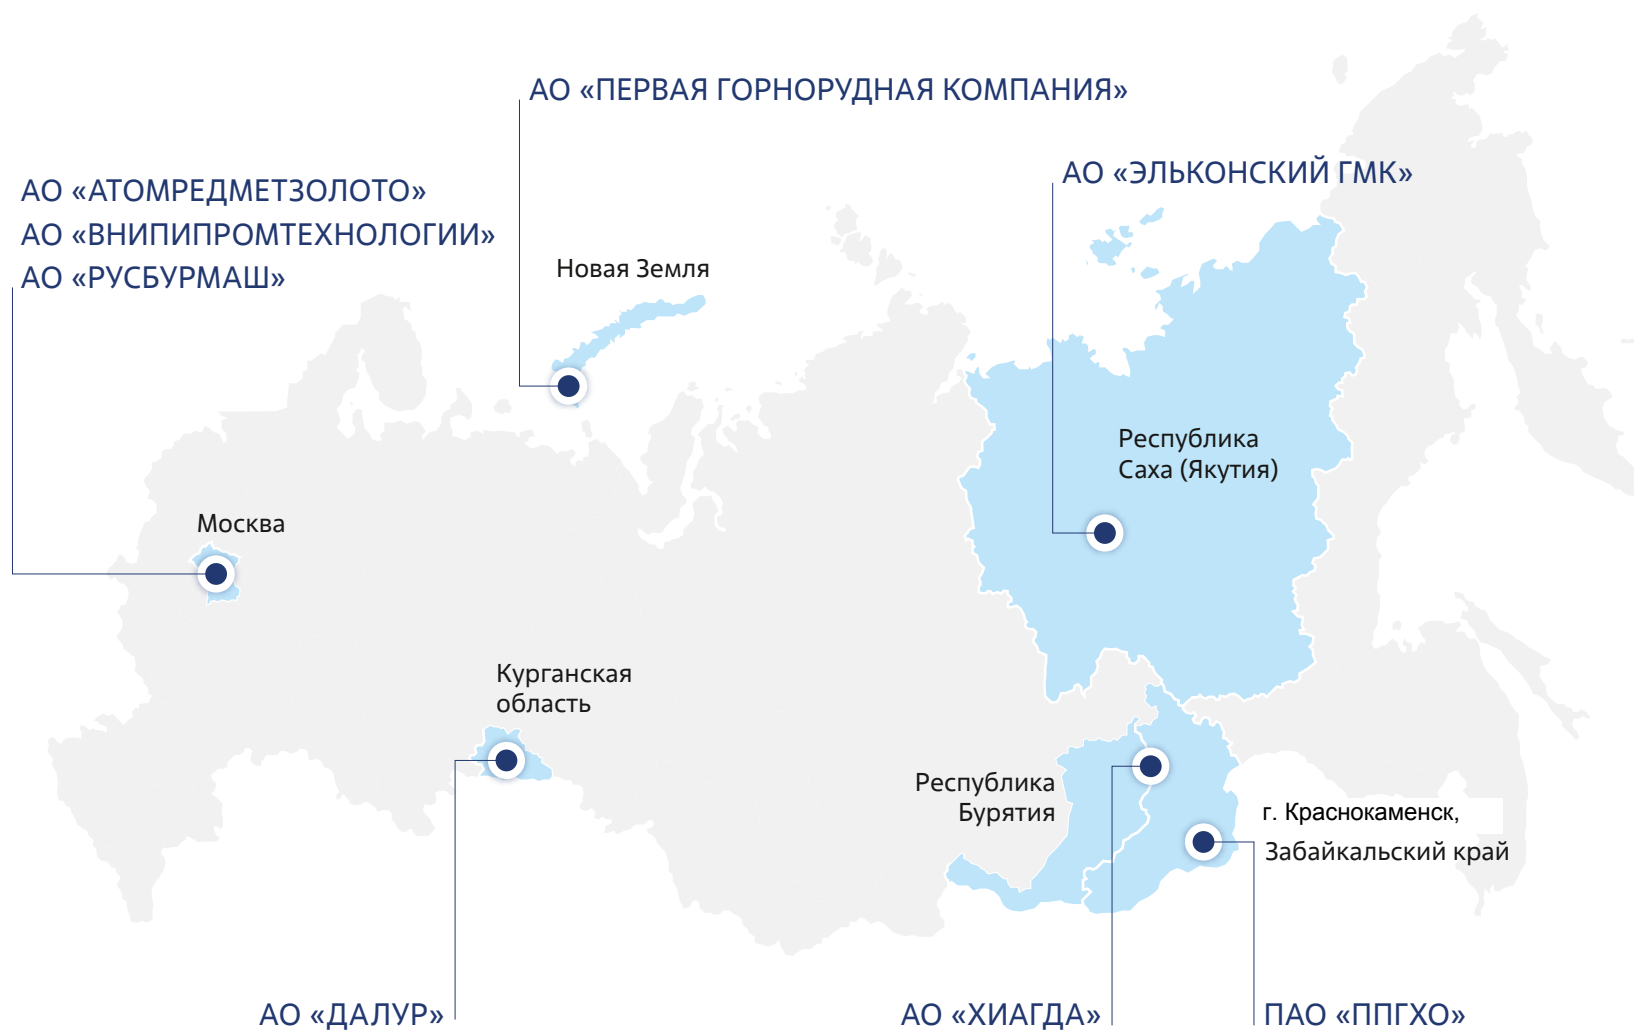 АО «ПЕРВАЯ ГОРНОРУДНАЯ КОМПАНИЯ»
АО «ЭЛЬКОНСКИЙ ГМК»
АО «АТОМРЕДМЕТЗОЛОТО»
АО «ВНИПИПРОМТЕХНОЛОГИИ»
АО «РУСБУРМАШ»
Новая Земля
Республика
Саха (Якутия)
Москва
Курганская
область
Республика
Бурятия
г. Краснокаменск,
Забайкальский край
АО «ДАЛУР»
АО «ХИАГДА»
ПАО «ППГХО»